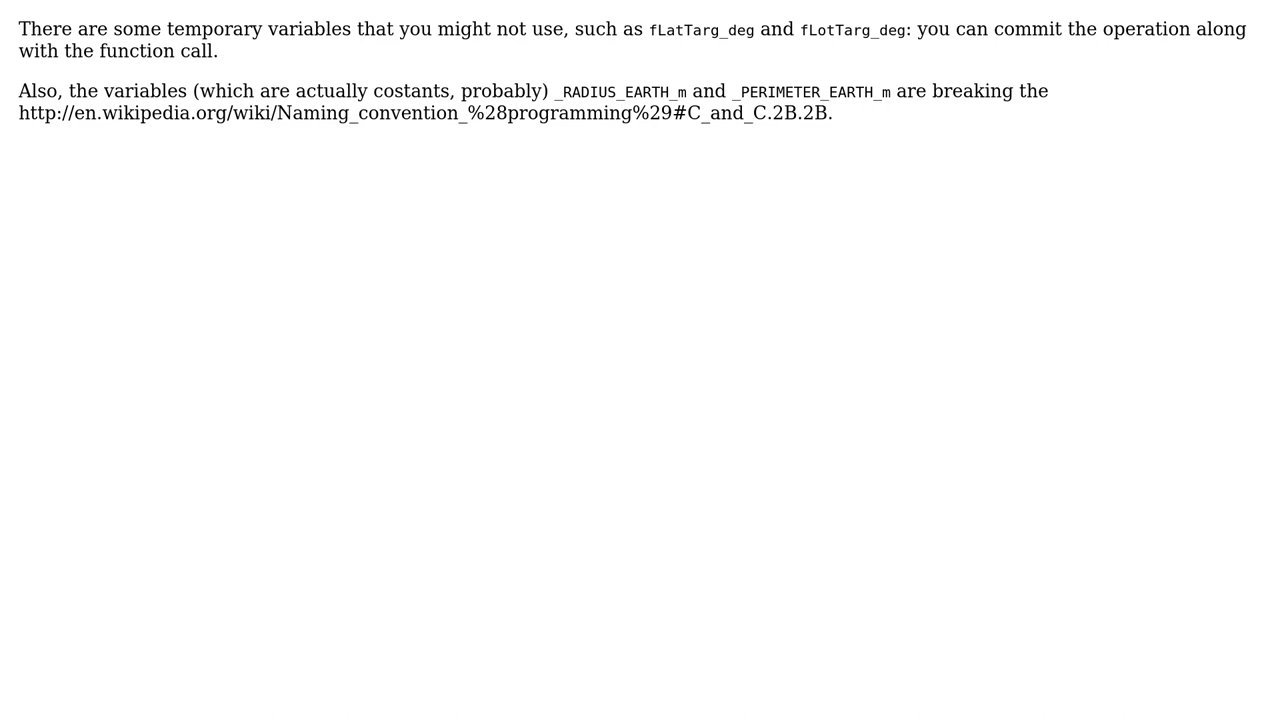 There are some temporary variables that you might not use, such as fLatTarg_deg and fLotTarg_deg: you can commit the operation along
with the function call.
Also, the variables (which are actually costants, probably) _RADIUS_EARTH_m and _PERIMETER_EARTH_m are breaking the
http://en.wikipedia.org/wiki/Naming_convention_%28programming%29#C_and_C.2B.2B.